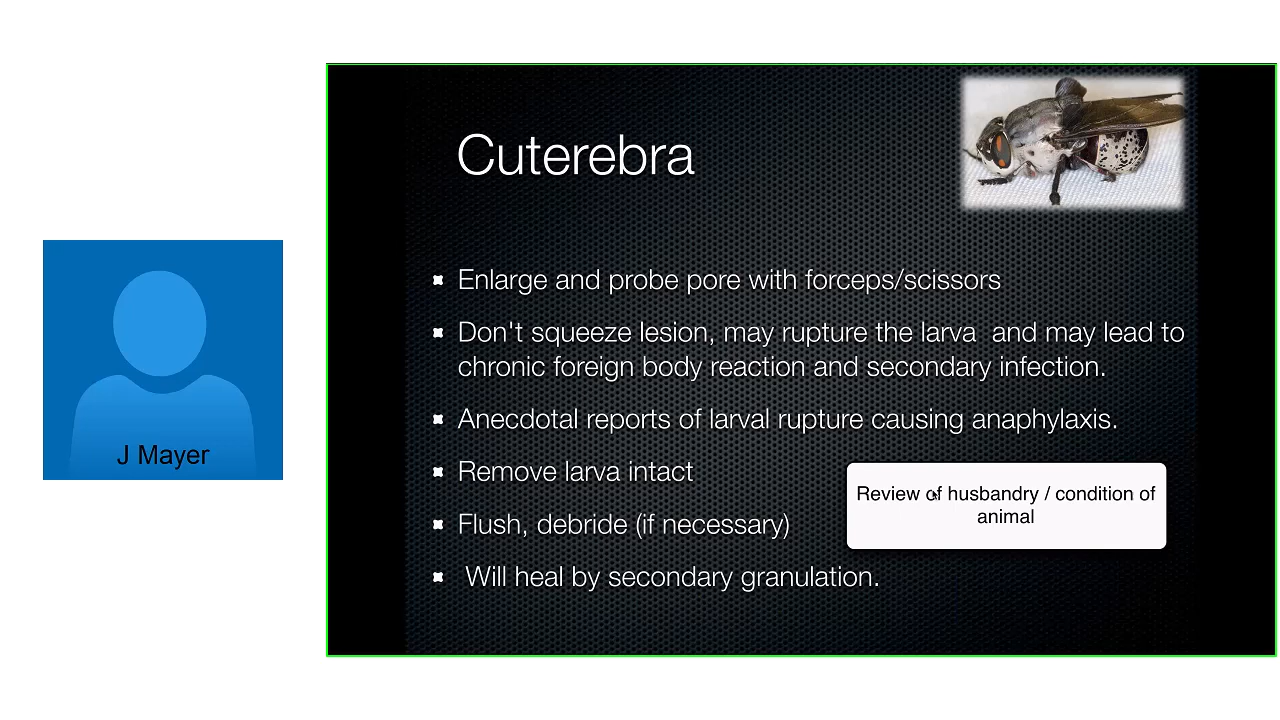 Cuterebra
Enlarge and probe pore with forceps/scissors
Don't squeeze lesion, may rupture the larva  and may lead to
chronic foreign body reaction and secondary infection.
Anecdotal reports of larval rupture causing anaphylaxis.
Remove larva intact
Flush, debride (if necessary)
Will heal by secondary granulation.
Review of husbandry / condition of
animal
J Mayer